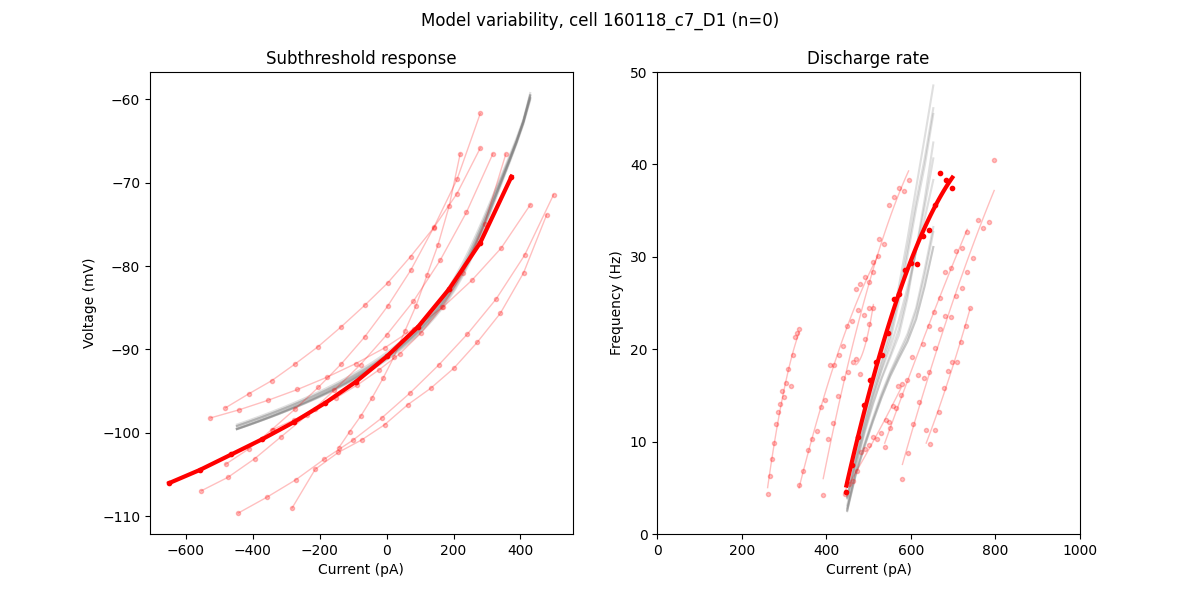 Model variability, cell 160118_c7_D1 (n=0)
Subthreshold response
Voltage (mV)
−60
−70
−80
−90
−100
−110
−600 −400 −200 0 200 400
Current (pA)
Discharge rate
Frequency (Hz)
50
40
30
20
10
0
0 200 400 600 800 1000
Current (pA)